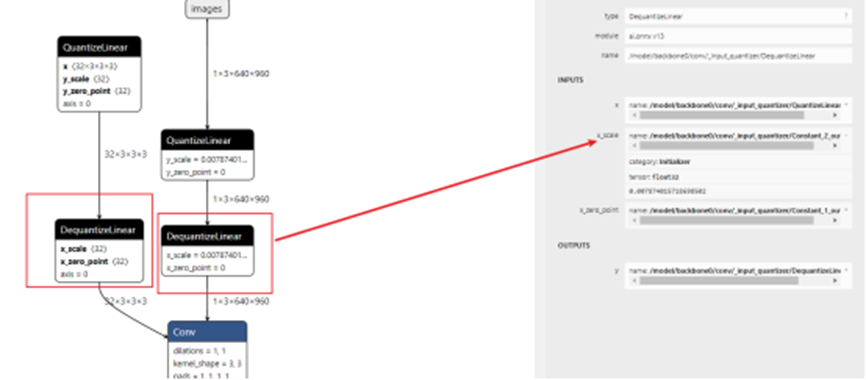 images
QuantizeLinear
x ⟨32×3×3×3⟩
y_scale ⟨32⟩
y_zero_point ⟨32⟩
axis = 0
32×3×3×3
DequantizeLinear
x_scale ⟨32⟩
x_zero_point ⟨32⟩
axis = 0
32×3×3×3
1×3×640×960
QuantizeLinear
y_scale = 0.00787401...
y_zero_point = 0
1×3×640×960
DequantizeLinear
x_scale = 0.00787401...
x_zero_point = 0
1×3×640×960
Conv
dilations = 1, 1
kernel_shape = 3, 3
pads = 1, 1, 1, 1
type DequantizeLinear ?
module ai.onnx v13
name /model/backbone0/conv/_input_quantizer/DequantizeLinear
INPUTS
x name: /model/backbone0/conv/_input_quantizer/QuantizeLinear
x_scale name: /model/backbone0/conv/_input_quantizer/Constant_2_ou
category: Initializer
tensor: float32
x_zero_point name: /model/backbone0/conv/_input_quantizer/Constant_1_ou
OUTPUTS
y name: /model/backbone0/conv/_input_quantizer/DequantizeLin